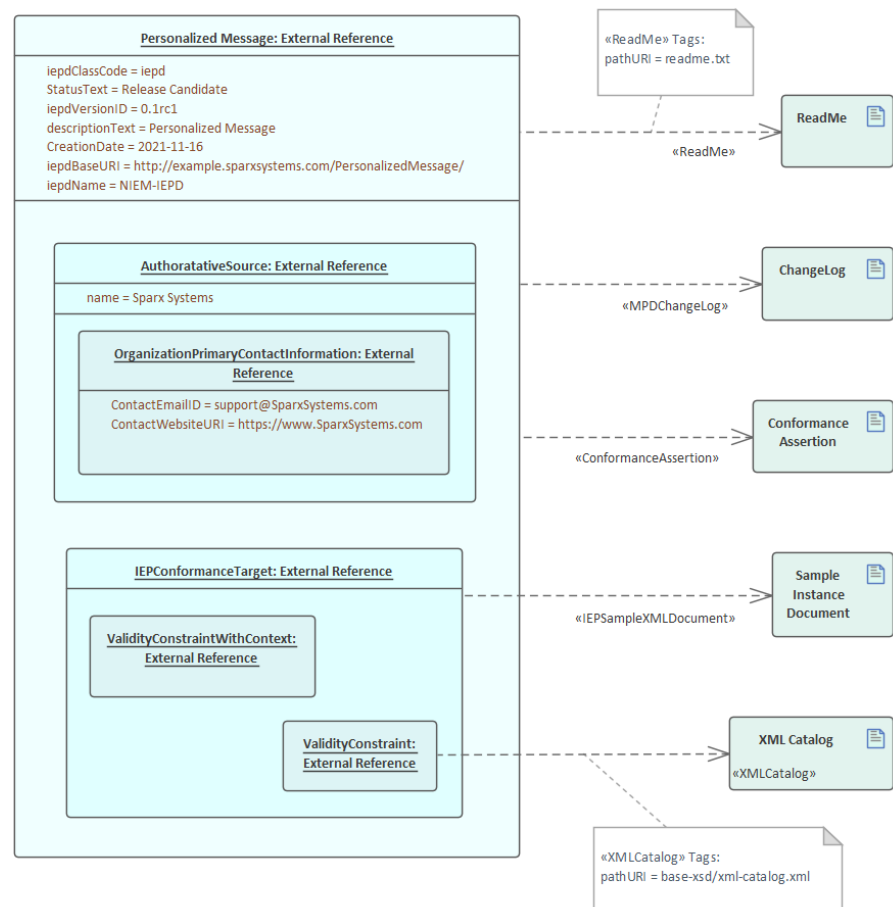 Personalized Message: External Reference
iepdClassCode = iepd
StatusText = Release Candidate
iepdVersionID = 0.1rc1
descriptionText = Personalized Message
CreationDate = 2021-11-16
iepdBaseURI = http://example.sparxsystems.com/PersonalizedMessage/
iepdName = NIEM-IEPD
«ReadMe» Tags:
pathURI = readme.txt
ReadMe
«ReadMe»
AuthoratativeSource: External Reference
name = Sparx Systems
OrganizationPrimaryContactInformation: External
Reference
ContactEmailID = support@SparxSystems.com
ContactWebsiteURI = https://www.SparxSystems.com
ChangeLog
«MPDChangeLog»
Conformance
Assertion
«ConformanceAssertion»
IEPConformanceTarget: External Reference
ValidityConstraintWithContext:
External Reference
ValidityConstraint:
External Reference
Sample
Instance
Document
«IEPSampleXMLDocument»
XML Catalog
«XMLCatalog»
«XMLCatalog» Tags:
pathURI = base-xsd/xml-catalog.xml